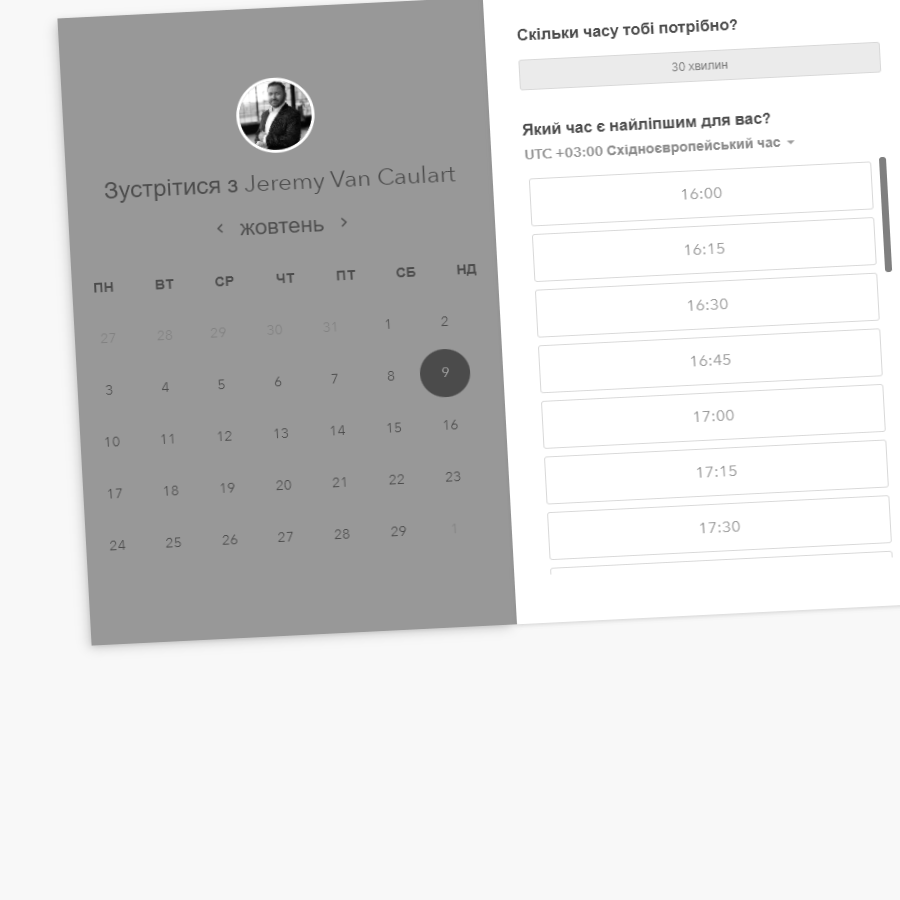 Зустрітися з Jeremy Van Caulart
‹ жовтень ›
ПН ВТ СР ЧТ ПТ СБ НД
27 28 29 30 31 1 2
3 4 5 6 7 8 9
10 11 12 13 14 15 16
17 18 19 20 21 22 23
24 25 26 27 28 29 1
Скільки часу тобі потрібно?
30 хвилин
Який час є найліпшим для вас?
UTC +03:00 Східноєвропейський час
16:00
16:15
16:30
16:45
17:00
17:15
17:30